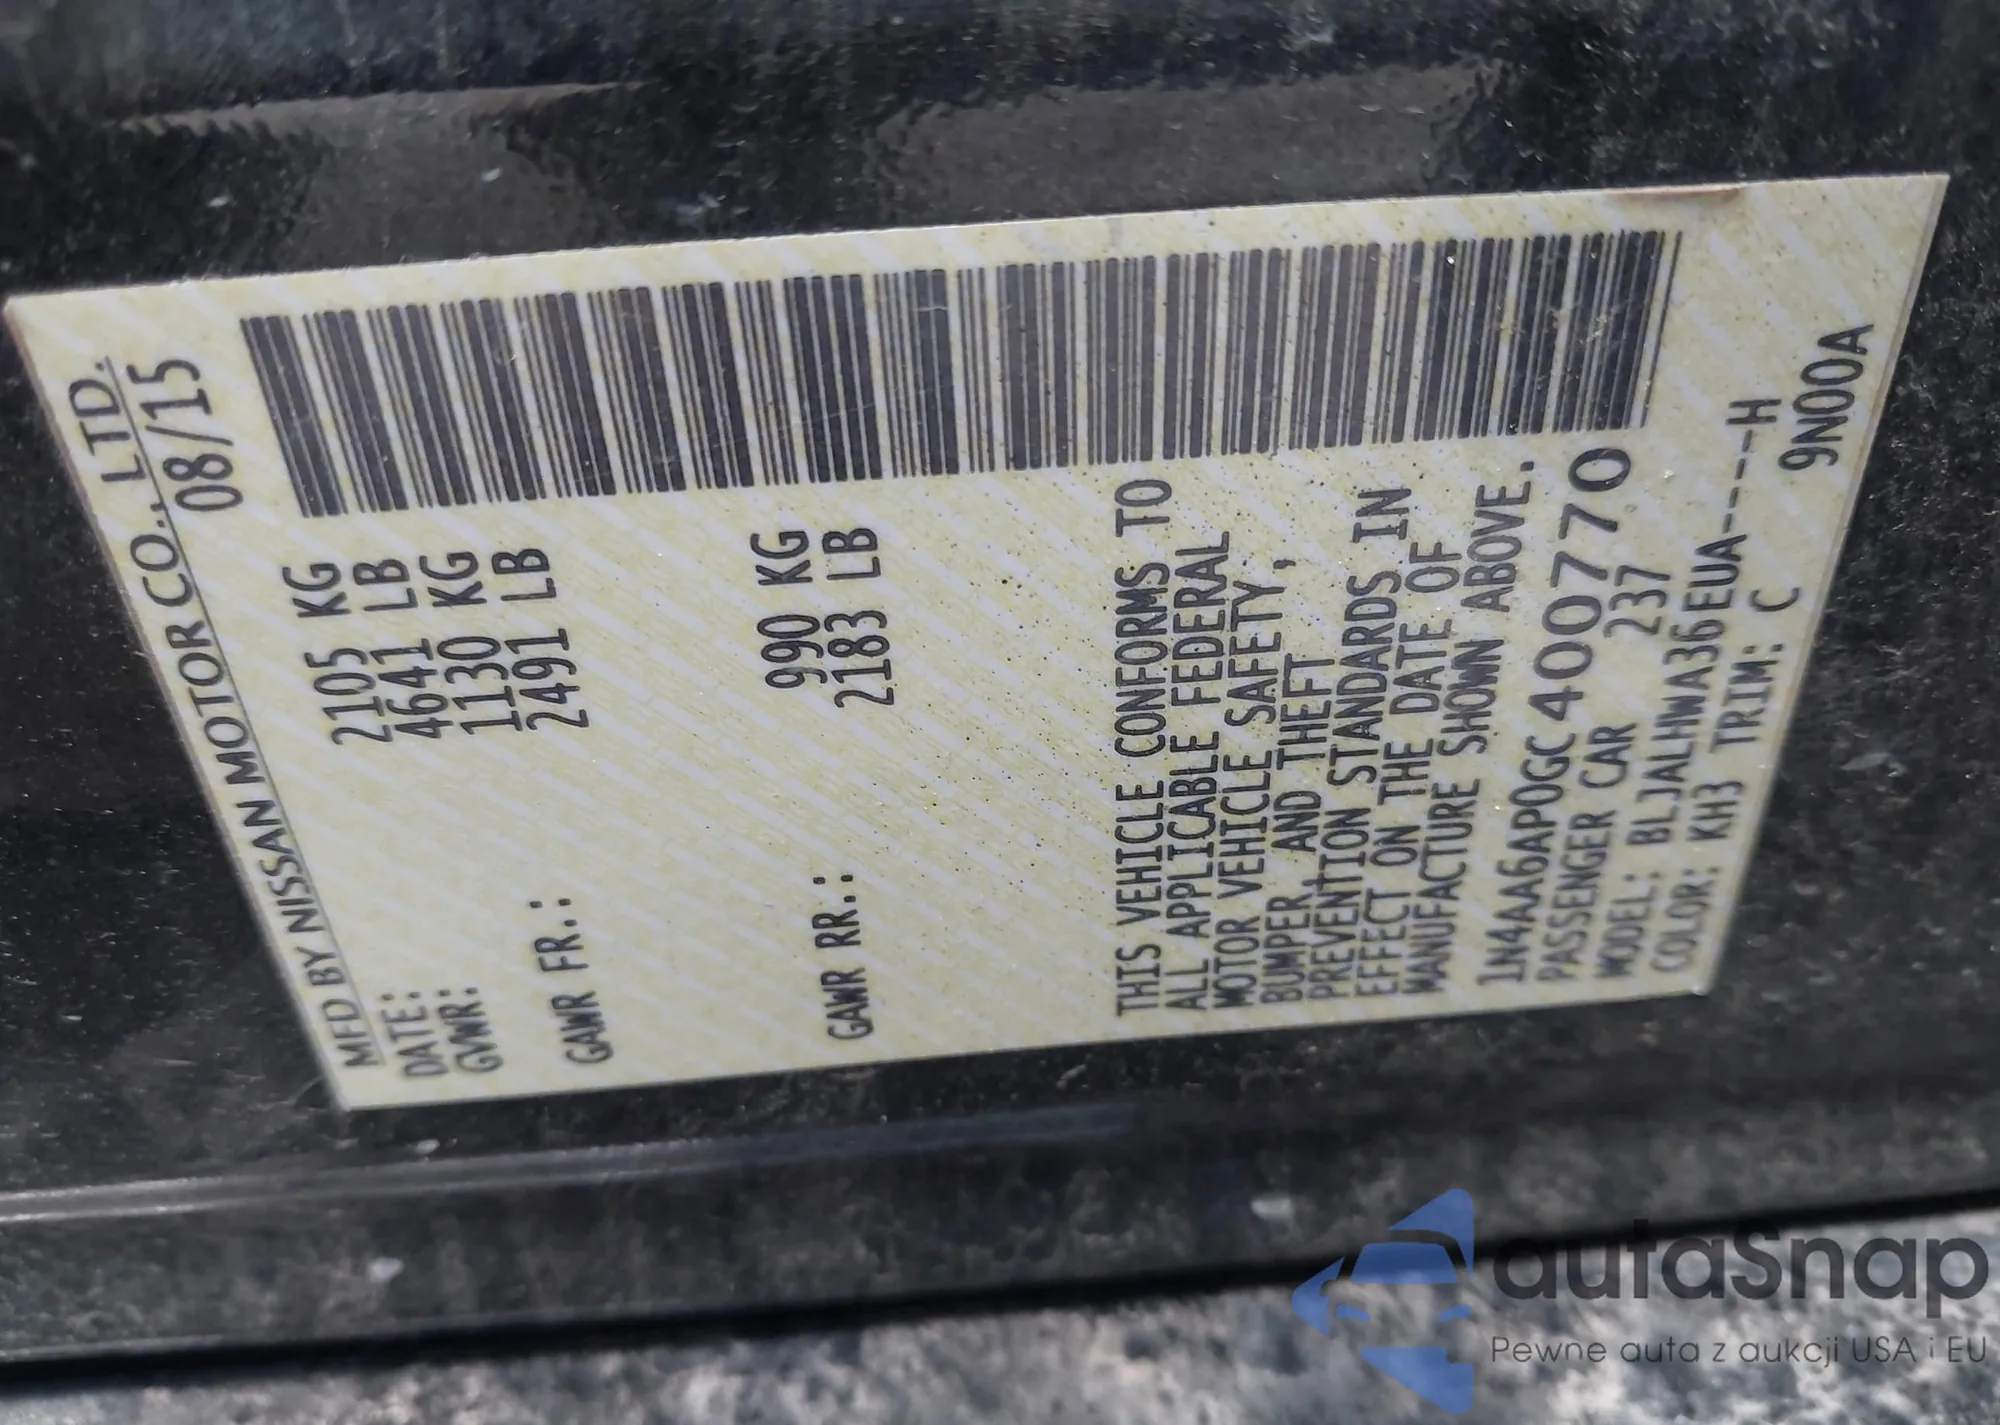 MFD BY NISSAN MOTOR CO., LTD.
DATE: 08/15
GVWR: 2105 KG
4641 LB
GAWR FR.: 1130 KG
2491 LB
GAWR RR.: 990 KG
2183 LB
THIS VEHICLE CONFORMS TO
ALL APPLICABLE FEDERAL
MOTOR VEHICLE SAFETY,
BUMPER AND THEFT
PREVENTION STANDARDS IN
EFFECT ON THE DATE OF
MANUFACTURE SHOWN ABOVE.
1N4AA6AP0GC400770
PASSENGER CAR 237
MODEL: BLJALHWA36EUA----H
COLOR: KH3 TRIM: C 9N00A
autaSnap
Pewne auta z aukcji USA i EU